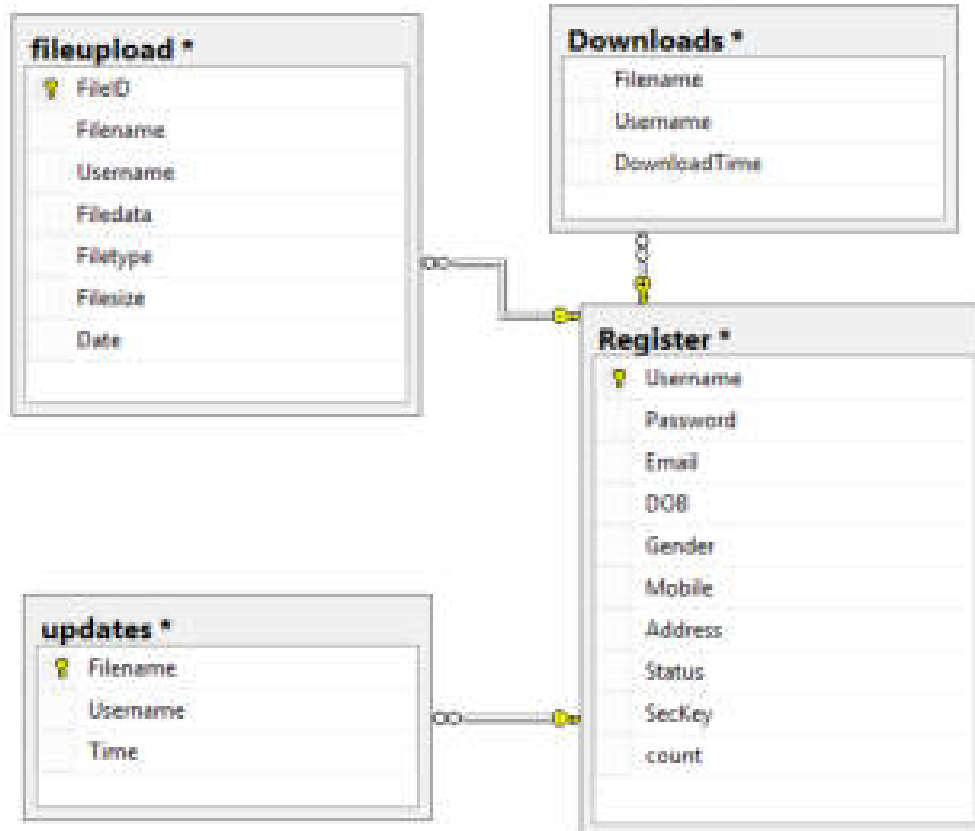 fileupload *
FileID
Filename
Username
Filedata
Filetype
Filesize
Date
Downloads *
Filename
Username
DownloadTime
Register *
Username
Password
Email
DOB
Gender
Mobile
Address
Status
SecKey
count
updates *
Filename
Username
Time